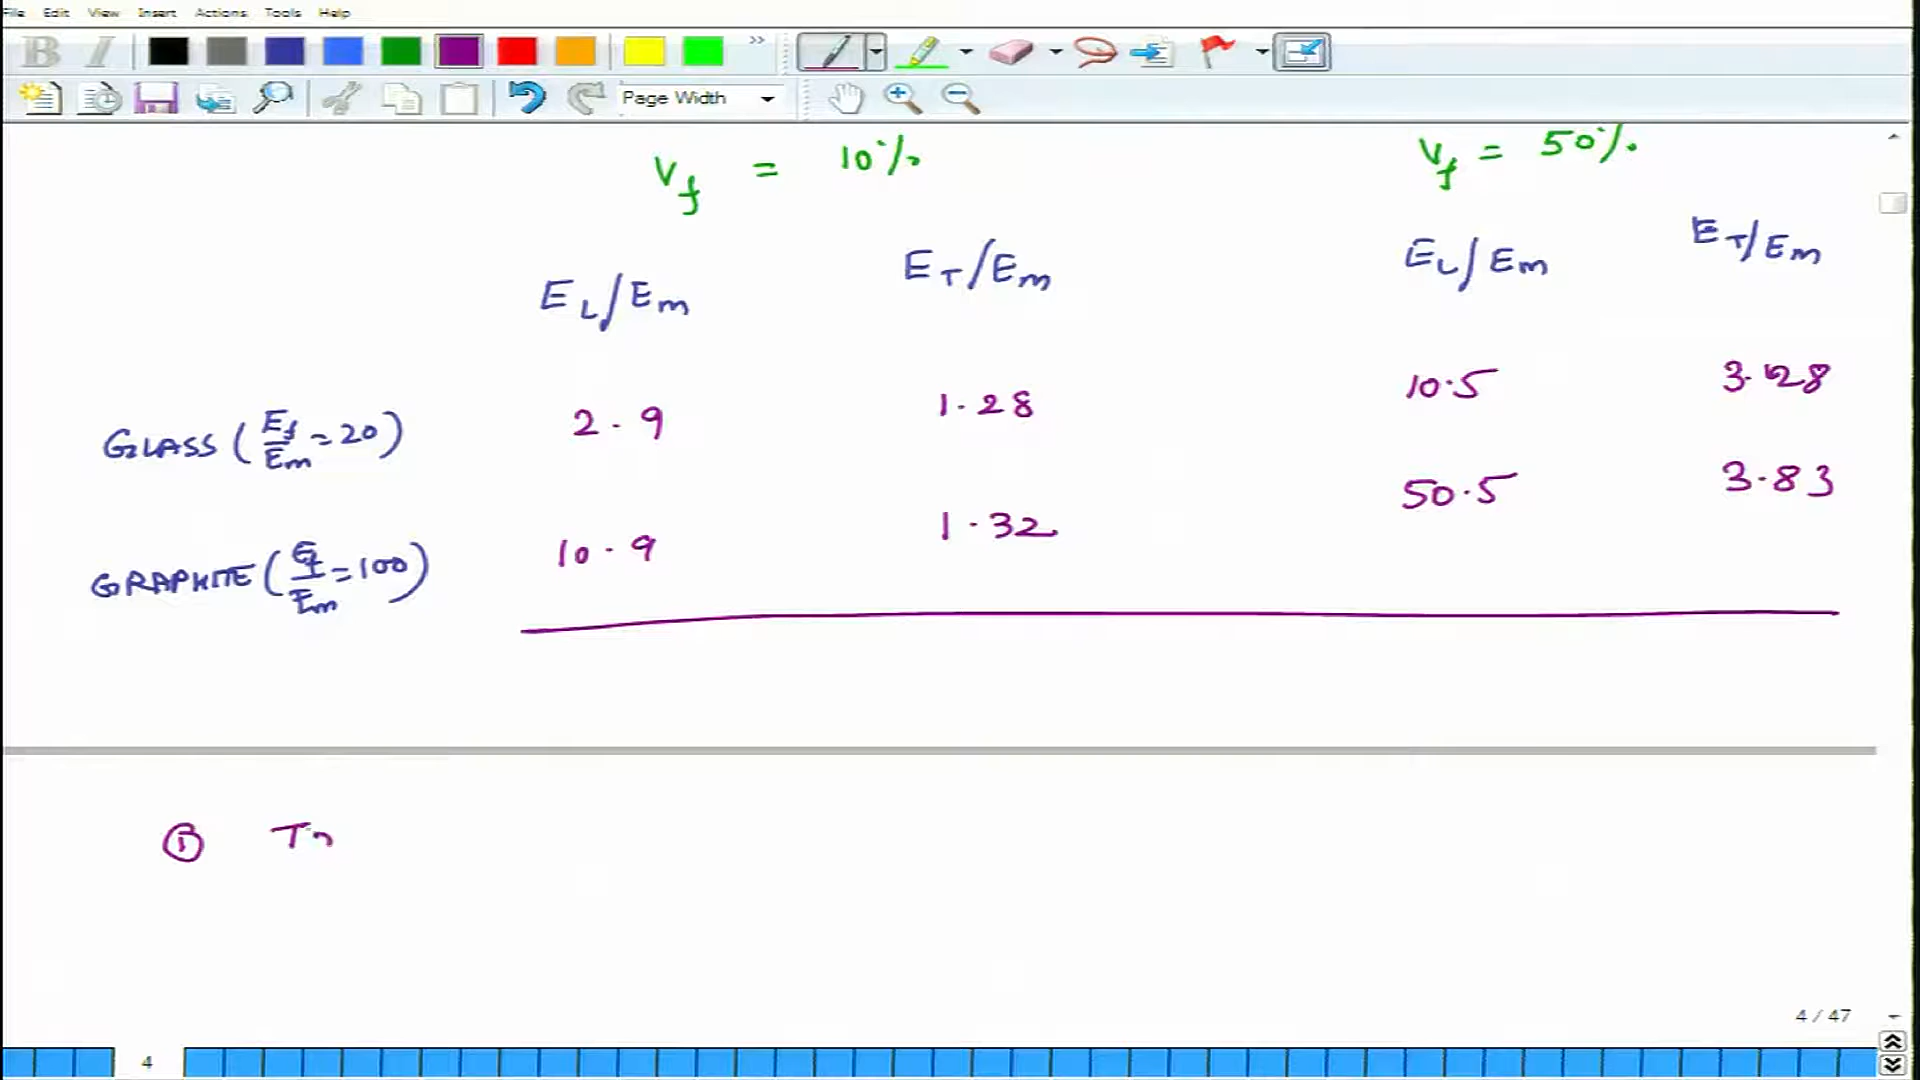 File Edit View Insert Actions Tools Help
B I
Page Width
Vf = 10% Vf = 50%
EL/Em ET/Em EL/Em ET/Em
GLASS (Ef/Em = 20) 2.9 1.28 10.5 3.128
GRAPHITE (Ef/Em = 100) 10.9 1.32 50.5 3.83
① Tr
4 / 47
4